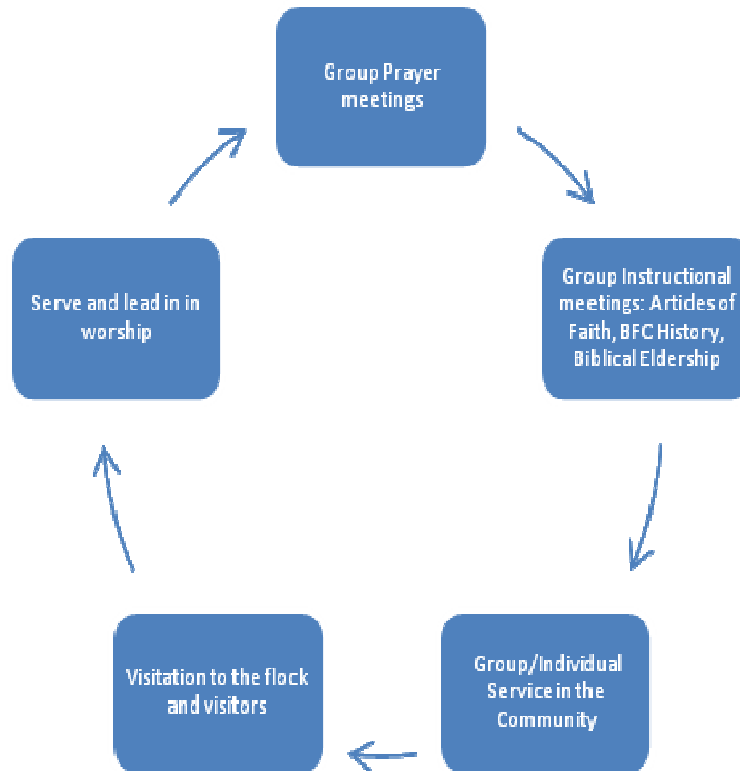 Group Prayer
meetings
Group Instructional
meetings: Articles of
Faith, BFC History,
Biblical Eldership
Group/Individual
Service in the
Community
Visitation to the flock
and visitors
Serve and lead in in
worship